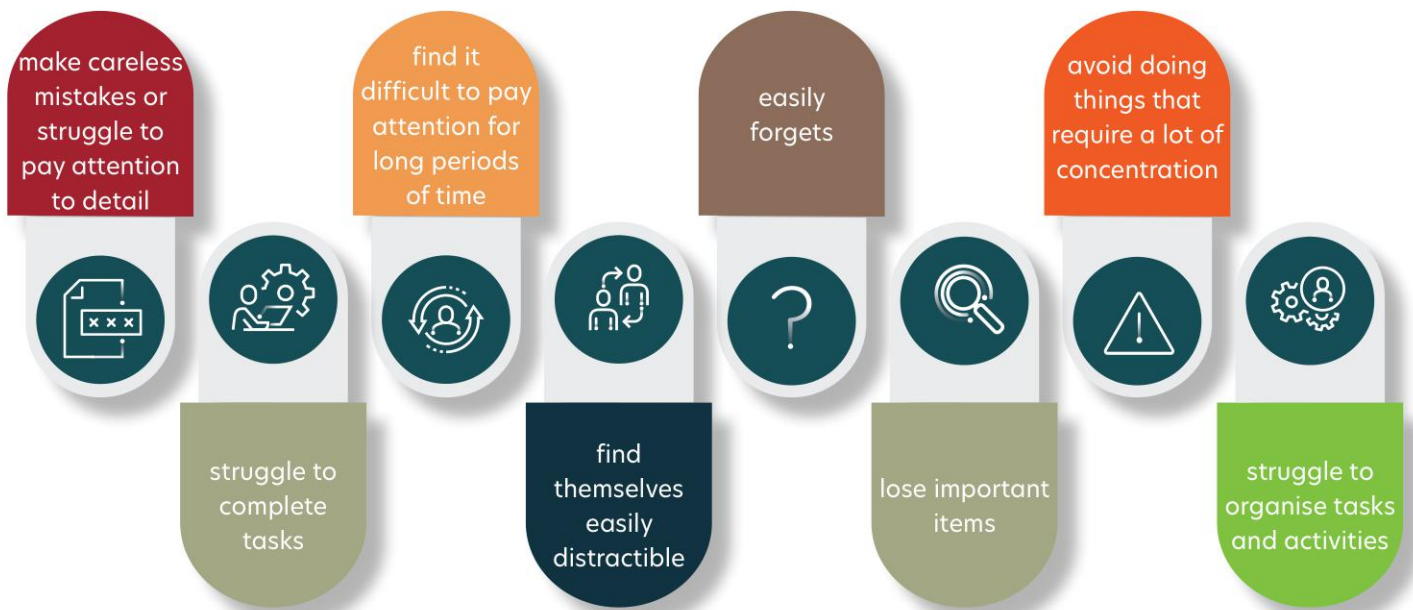 make careless
mistakes or
struggle to
pay attention
to detail
struggle to
complete
tasks
find it
difficult to pay
attention for
long periods
of time
find
themselves
easily
distractible
easily
forgets
lose important
items
avoid doing
things that
require a lot of
concentration
struggle to
organise tasks
and activities